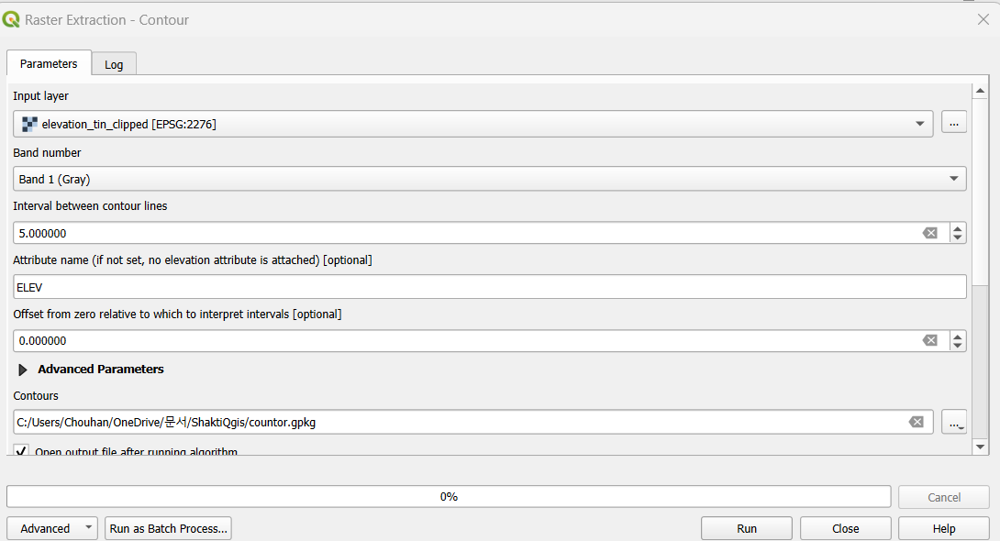 Raster Extraction - Contour
Parameters
Log
Input layer
elevation_tin_clipped [EPSG:2276]
...
Band number
Band 1 (Gray)
Interval between contour lines
5.000000
Attribute name (if not set, no elevation attribute is attached) [optional]
ELEV
Offset from zero relative to which to interpret intervals [optional]
0.000000
Advanced Parameters
Contours
C:/Users/Chouhan/OneDrive/문서/ShaktiQgis/countor.gpkg
...
Open output file after running algorithm
0%
Cancel
Advanced
Run as Batch Process...
Run
Close
Help